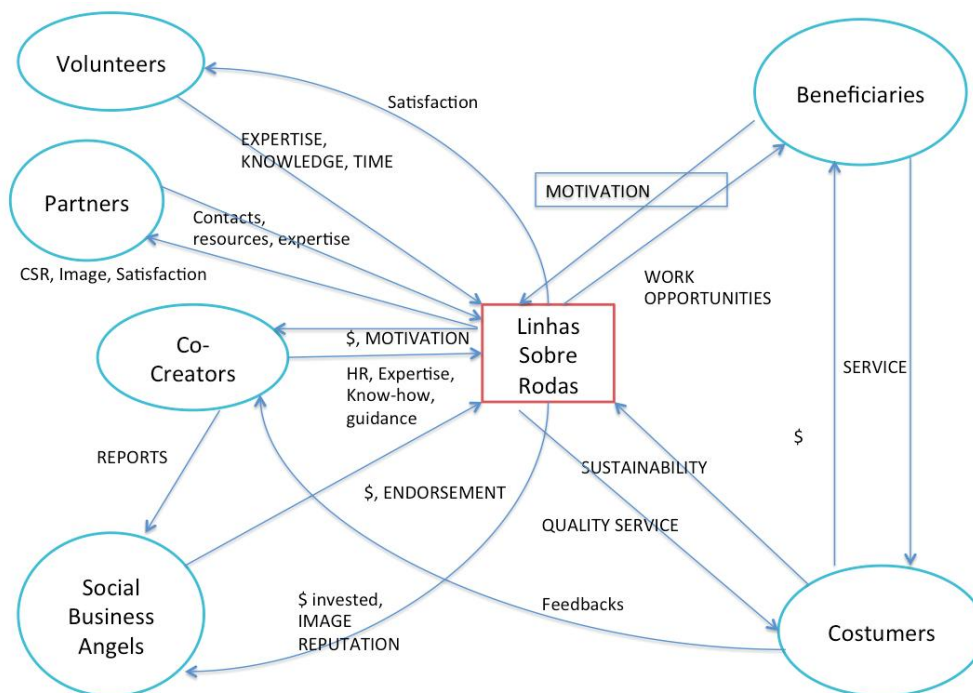 Volunteers
Satisfaction
Beneficiaries
EXPERTISE,
KNOWLEDGE, TIME
MOTIVATION
Partners
Contacts,
resources, expertise
CSR, Image, Satisfaction
WORK
OPPORTUNITIES
Linhas
Sobre
Rodas
Co-
Creators
$, MOTIVATION
HR, Expertise,
Know-how,
guidance
SERVICE
$
REPORTS
SUSTAINABILITY
$, ENDORSEMENT
QUALITY SERVICE
Social
Business
Angels
$ invested,
IMAGE
REPUTATION
Feedbacks
Costumers